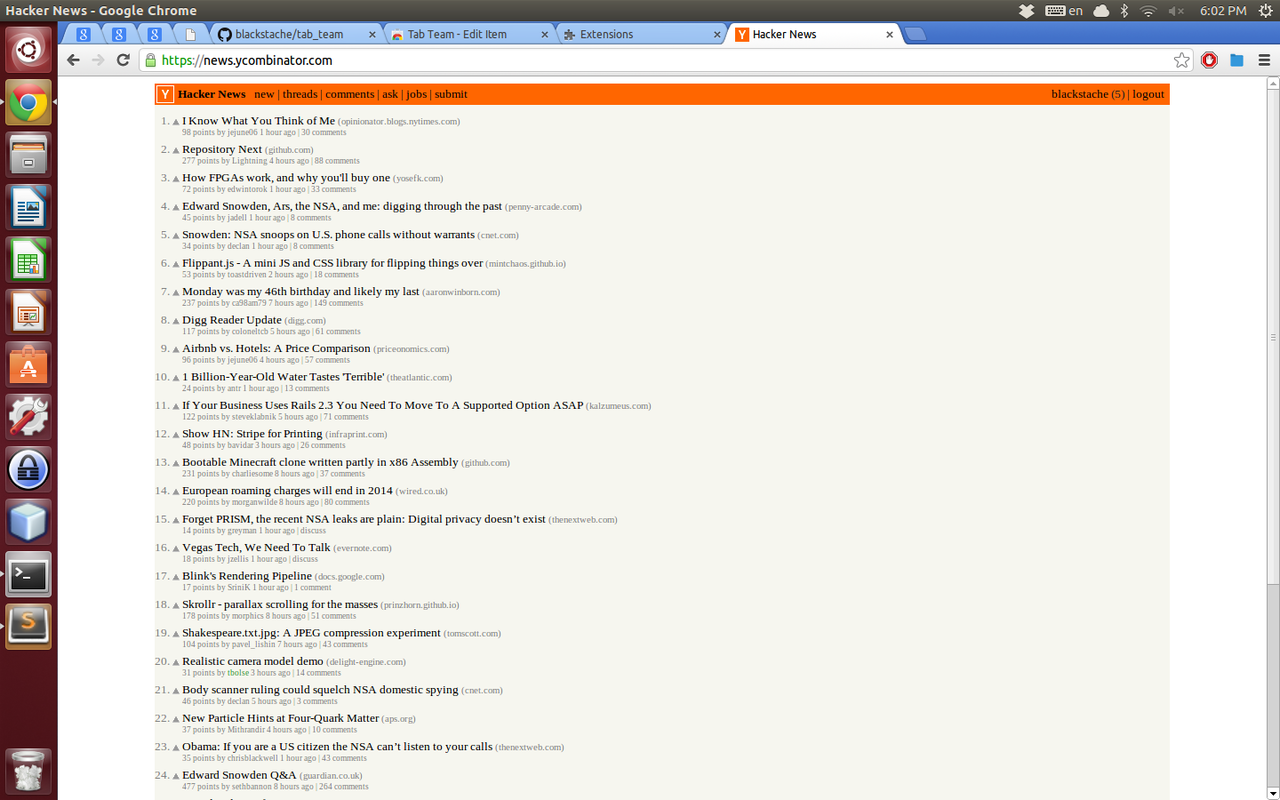 Hacker News - Google Chrome
en
6:02 PM
blackstache/tab_team
Tab Team - Edit Item
Extensions
Hacker News
https://news.ycombinator.com
Y Hacker News new | threads | comments | ask | jobs | submit
blackstache (5) | logout
1. I Know What You Think of Me (opinionator.blogs.nytimes.com)
98 points by jejune06 1 hour ago | 30 comments
2. Repository Next (github.com)
277 points by Lightning 4 hours ago | 88 comments
3. How FPGAs work, and why you'll buy one (yosefk.com)
72 points by edwintorok 1 hour ago | 33 comments
4. Edward Snowden, Ars, the NSA, and me: digging through the past (penny-arcade.com)
45 points by jadell 1 hour ago | 8 comments
5. Snowden: NSA snoops on U.S. phone calls without warrants (cnet.com)
34 points by declan 1 hour ago | 8 comments
6. Flippant.js - A mini JS and CSS library for flipping things over (mintchaos.github.io)
53 points by toastdriven 2 hours ago | 18 comments
7. Monday was my 46th birthday and likely my last (aaronwinborn.com)
237 points by ca98am79 7 hours ago | 149 comments
8. Digg Reader Update (digg.com)
117 points by coloneltcb 5 hours ago | 61 comments
9. Airbnb vs. Hotels: A Price Comparison (priceonomics.com)
96 points by jejune06 4 hours ago | 57 comments
10. 1 Billion-Year-Old Water Tastes 'Terrible' (theatlantic.com)
24 points by antr 1 hour ago | 13 comments
11. If Your Business Uses Rails 2.3 You Need To Move To A Supported Option ASAP (kalzumeus.com)
122 points by steveklabnik 5 hours ago | 71 comments
12. Show HN: Stripe for Printing (infraprint.com)
48 points by bavidar 3 hours ago | 26 comments
13. Bootable Minecraft clone written partly in x86 Assembly (github.com)
231 points by charliesome 8 hours ago | 37 comments
14. European roaming charges will end in 2014 (wired.co.uk)
220 points by morganwilde 8 hours ago | 80 comments
15. Forget PRISM, the recent NSA leaks are plain: Digital privacy doesn’t exist (thenextweb.com)
14 points by greyman 1 hour ago | discuss
16. Vegas Tech, We Need To Talk (evernote.com)
18 points by jzellis 1 hour ago | discuss
17. Blink's Rendering Pipeline (docs.google.com)
17 points by SriniK 1 hour ago | 1 comment
18. Skrollr - parallax scrolling for the masses (prinzhorn.github.io)
178 points by morphics 8 hours ago | 51 comments
19. Shakespeare.txt.jpg: A JPEG compression experiment (tomscott.com)
104 points by pavel_lishin 7 hours ago | 43 comments
20. Realistic camera model demo (delight-engine.com)
31 points by tbolse 3 hours ago | 14 comments
21. Body scanner ruling could squelch NSA domestic spying (cnet.com)
46 points by declan 5 hours ago | 3 comments
22. New Particle Hints at Four-Quark Matter (aps.org)
37 points by Mithrandir 4 hours ago | 10 comments
23. Obama: If you are a US citizen the NSA can’t listen to your calls (thenextweb.com)
35 points by chrisblackwell 1 hour ago | 43 comments
24. Edward Snowden Q&A (guardian.co.uk)
477 points by sethbannon 8 hours ago | 264 comments